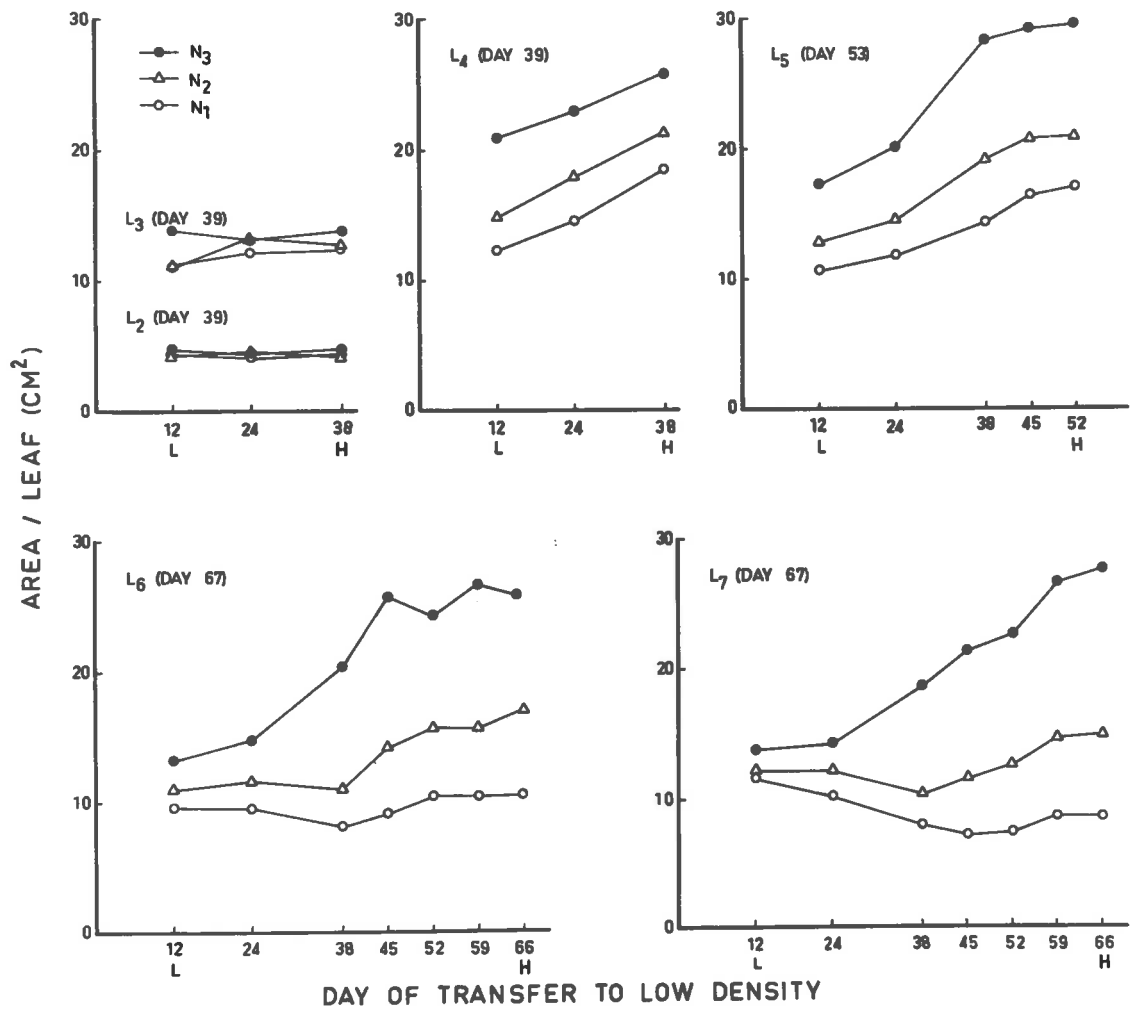 30
20
10
0
N3
N2
N1
L3 (DAY 39)
L2 (DAY 39)
12 24 38
L H
30
20
10
0
L4 (DAY 39)
12 24 38
L H
30
20
10
0
L5 (DAY 53)
12 24 38 45 52
L H
AREA / LEAF (CM2)
30
20
10
0
L6 (DAY 67)
12 24 38 45 52 59 66
L H
30
20
10
0
L7 (DAY 67)
12 24 38 45 52 59 66
L H
DAY OF TRANSFER TO LOW DENSITY